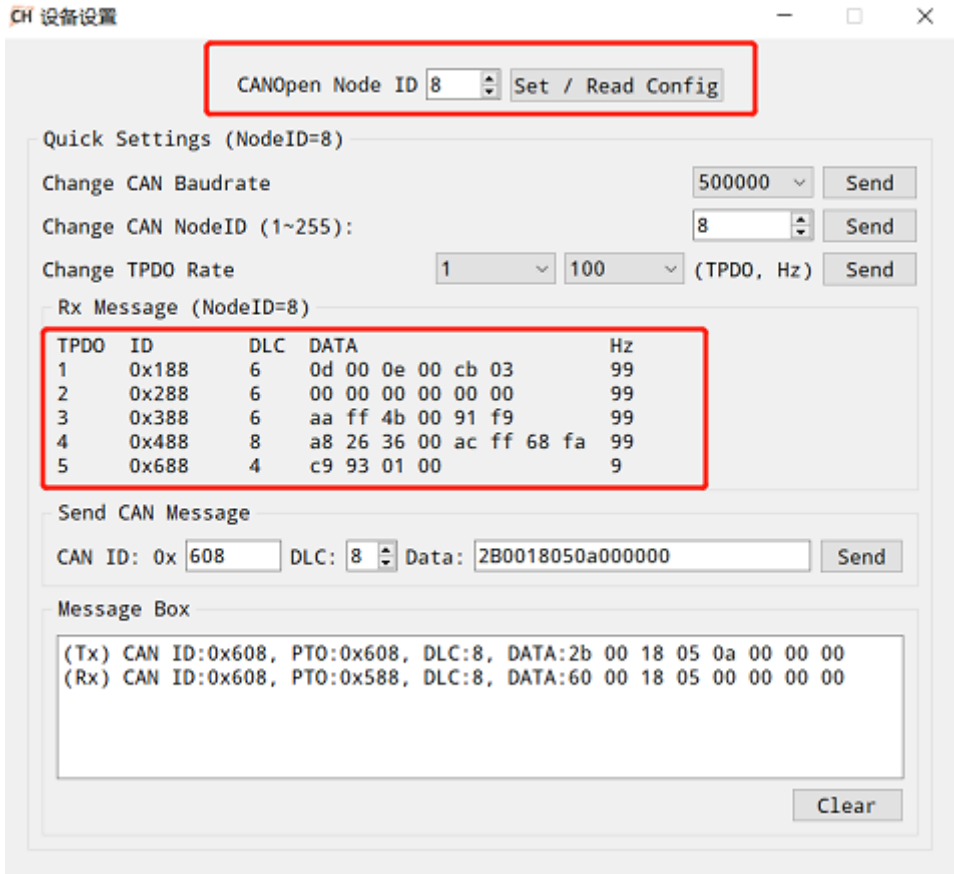 CH 设备设置
CANOpen Node ID 8 Set / Read Config
Quick Settings (NodeID=8)
Change CAN Baudrate 500000 Send
Change CAN NodeID (1~255): 8 Send
Change TPDO Rate 1 100 (TPDO, Hz) Send
Rx Message (NodeID=8)
TPDO ID DLC DATA Hz
1 0x188 6 0d 00 0e 00 cb 03 99
2 0x288 6 00 00 00 00 00 00 99
3 0x388 6 aa ff 4b 00 91 f9 99
4 0x488 8 a8 26 36 00 ac ff 68 fa 99
5 0x688 4 c9 93 01 00 9
Send CAN Message
CAN ID: 0x 608 DLC: 8 Data: 2B0018050a000000 Send
Message Box
(Tx) CAN ID:0x608, PTO:0x608, DLC:8, DATA:2b 00 18 05 0a 00 00 00
(Rx) CAN ID:0x608, PTO:0x588, DLC:8, DATA:60 00 18 05 00 00 00 00
Clear